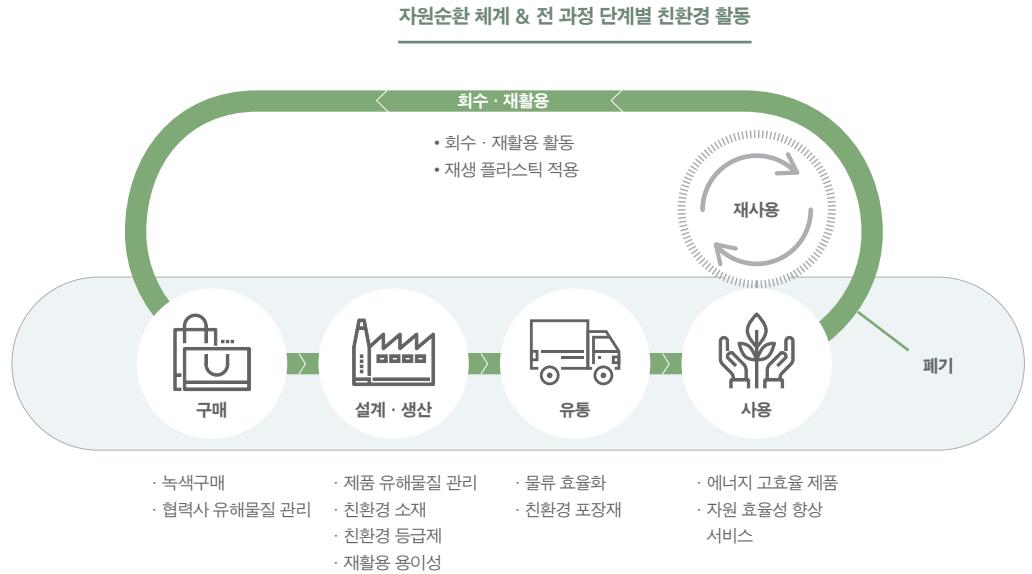 자원순환 체계 & 전 과정 단계별 친환경 활동
회수 · 재활용
• 회수 · 재활용 활동
• 재생 플라스틱 적용
재사용
구매
설계 · 생산
유통
사용
폐기
· 녹색구매
· 협력사 유해물질 관리
· 제품 유해물질 관리
· 친환경 소재
· 친환경 등급제
· 재활용 용이성
· 물류 효율화
· 친환경 포장재
· 에너지 고효율 제품
· 자원 효율성 향상
서비스